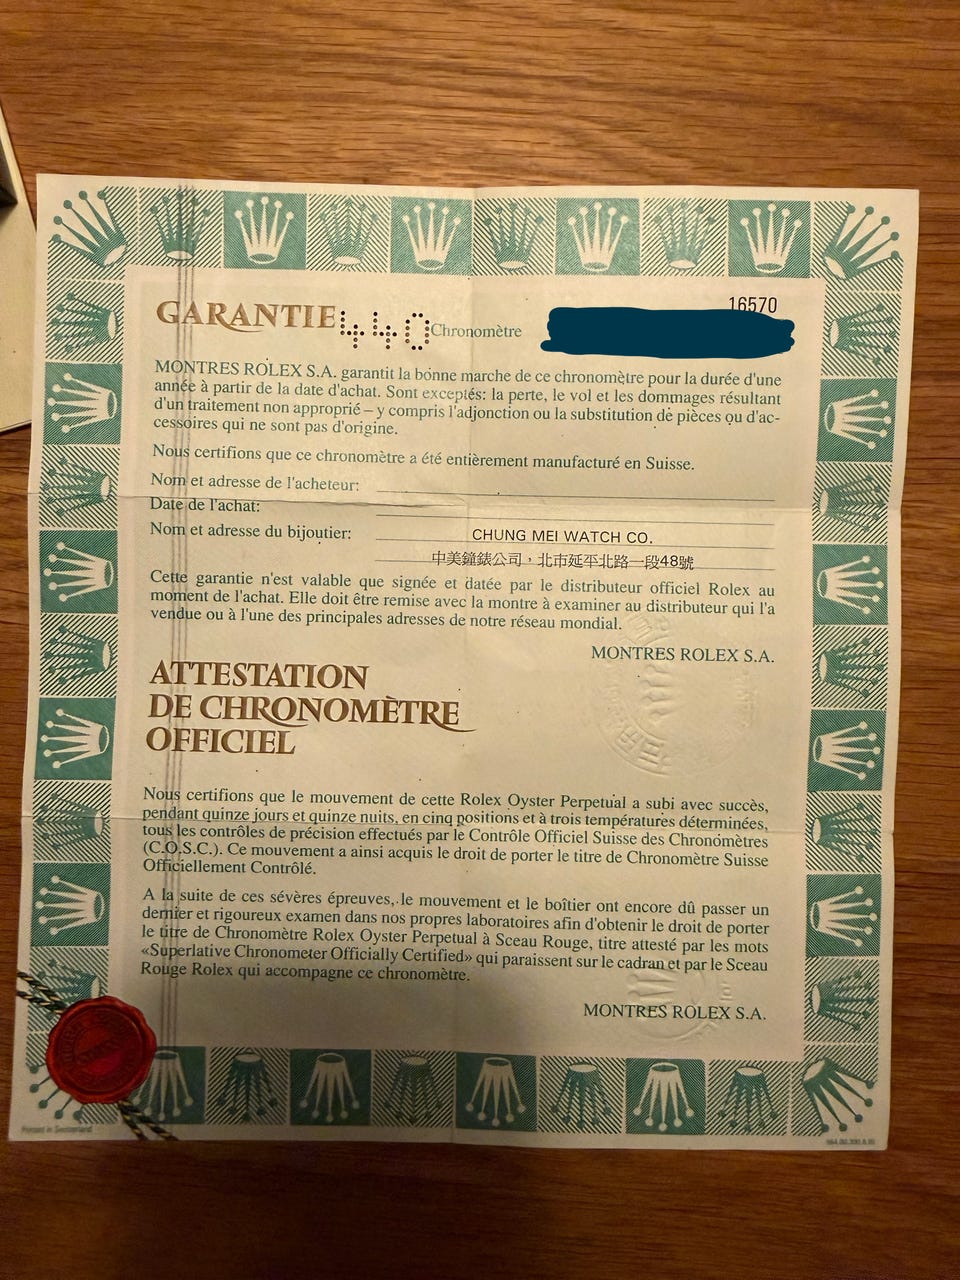 16570
GARANTIE 440 Chronomètre
MONTRES ROLEX S.A. garantit la bonne marche de ce chronomètre pour la durée d'une
année à partir de la date d'achat. Sont exceptés: la perte, le vol et les dommages résultant
d'un traitement non approprié – y compris l'adjonction ou la substitution de pièces ou d'ac-
cessoires qui ne sont pas d'origine.
Nous certifions que ce chronomètre a été entièrement manufacturé en Suisse.
Nom et adresse de l'acheteur:
Date de l'achat:
Nom et adresse du bijoutier: CHUNG MEI WATCH CO.
中美鐘錶公司，北市延平北路一段48號
Cette garantie n'est valable que signée et datée par le distributeur officiel Rolex au
moment de l'achat. Elle doit être remise avec la montre à examiner au distributeur qui l'a
vendue ou à l'une des principales adresses de notre réseau mondial.
MONTRES ROLEX S.A.
ATTESTATION
DE CHRONOMÈTRE
OFFICIEL
Nous certifions que le mouvement de cette Rolex Oyster Perpetual a subi avec succès,
pendant quinze jours et quinze nuits, en cinq positions et à trois températures déterminées,
tous les contrôles de précision effectués par le Contrôle Officiel Suisse des Chronomètres
(C.O.S.C.). Ce mouvement a ainsi acquis le droit de porter le titre de Chronomètre Suisse
Officiellement Contrôlé.
A la suite de ces sévères épreuves, le mouvement et le boîtier ont encore dû passer un
dernier et rigoureux examen dans nos propres laboratoires afin d'obtenir le droit de porter
le titre de Chronomètre Rolex Oyster Perpetual à Sceau Rouge, titre attesté par les mots
«Superlative Chronometer Officially Certified» qui paraissent sur le cadran et par le Sceau
Rouge Rolex qui accompagne ce chronomètre.
MONTRES ROLEX S.A.
Printed in Switzerland